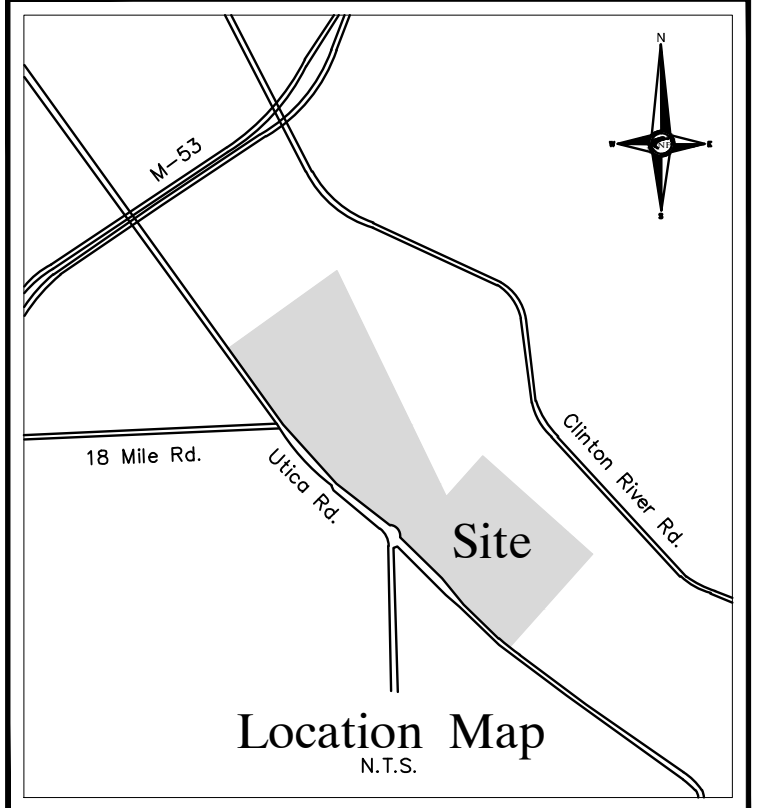 N
M-53
W
E
S
Clinton River Rd.
18 Mile Rd.
Utica Rd.
Site
Location Map
N.T.S.